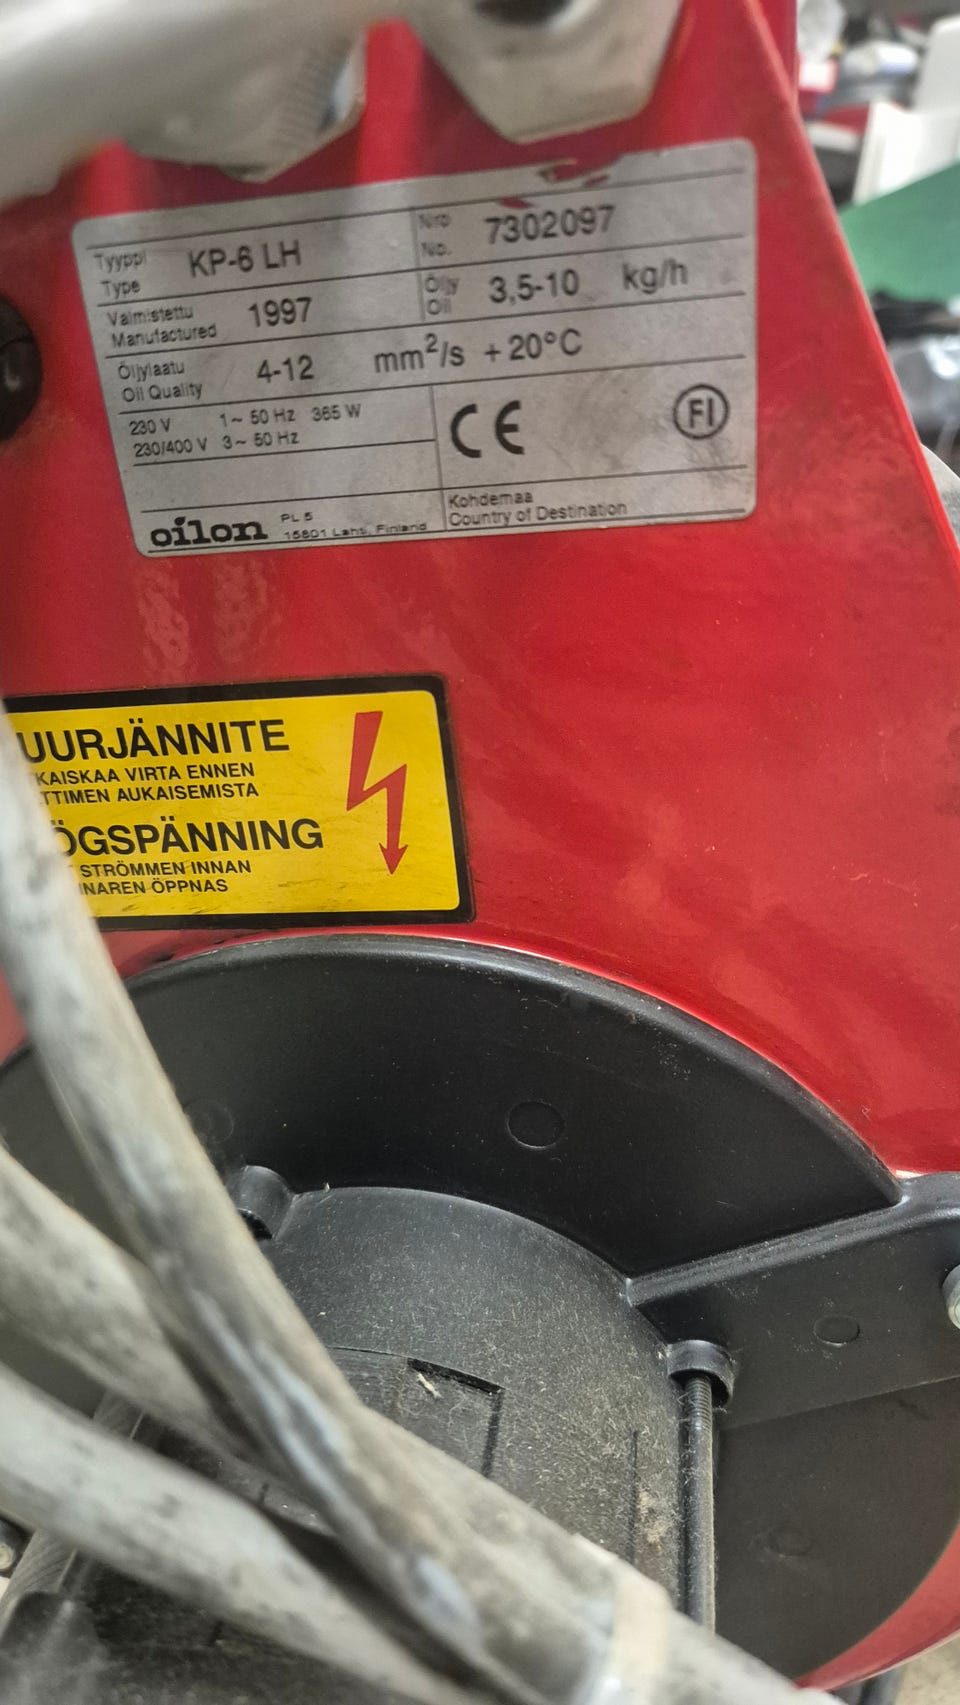 Tyyppi KP-6 LH Nro 7302097
Type No.
Valmistettu 1997 Öljy 3,5-10 kg/h
Manufactured Oil
Öljylaatu 4-12 mm²/s +20°C
Oil Quality
230 V 1~ 50 Hz 365 W
230/400 V 3~ 50 Hz
CE FI
oilon PL 5
15801 Lahti, Finland
Kohdemaa
Country of Destination
UURJÄNNITE
KAISKAA VIRTA ENNEN
TTIMEN AUKAISEMISTA
ÖGSPÄNNING
STRÖMMEN INNAN
NAREN ÖPPNAS